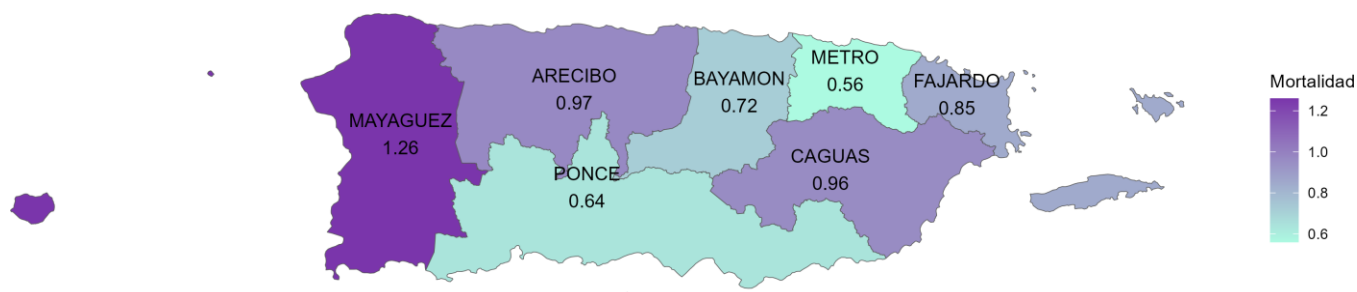 MAYAGUEZ
1.26
ARECIBO
0.97
BAYAMON
0.72
METRO
0.56
FAJARDO
0.85
PONCE
0.64
CAGUAS
0.96
Mortalidad
1.2
1.0
0.8
0.6